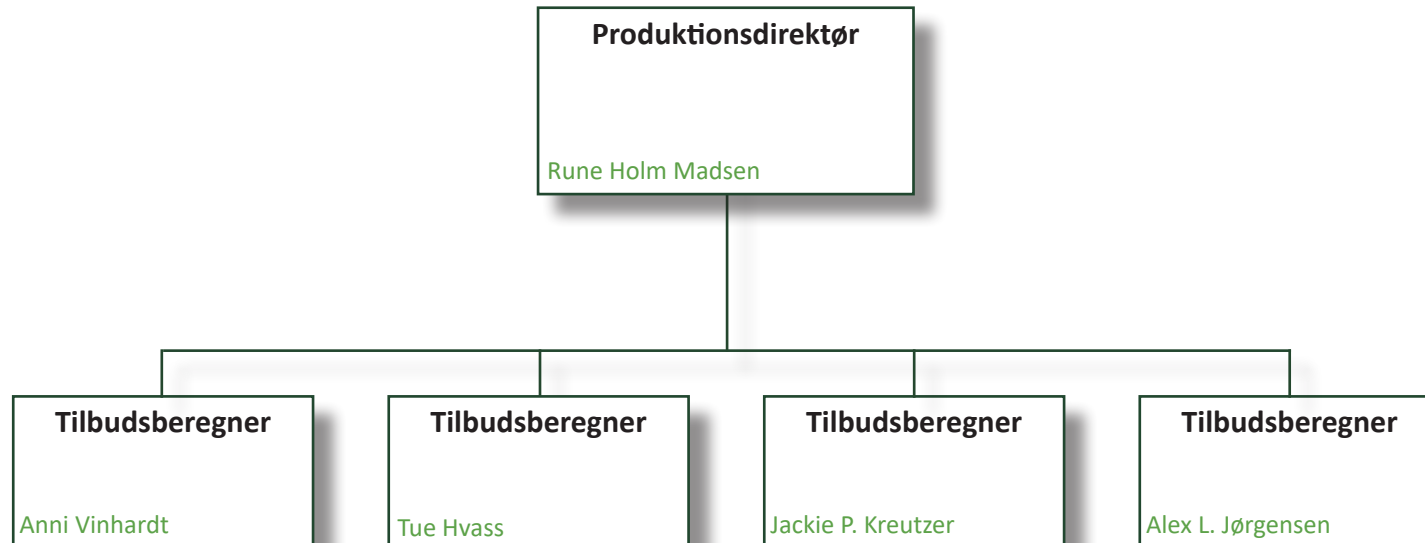 Produktionsdirektør
Rune Holm Madsen
Tilbudsberegner
Anni Vinhardt
Tilbudsberegner
Tue Hvass
Tilbudsberegner
Jackie P. Kreutzer
Tilbudsberegner
Alex L. Jørgensen